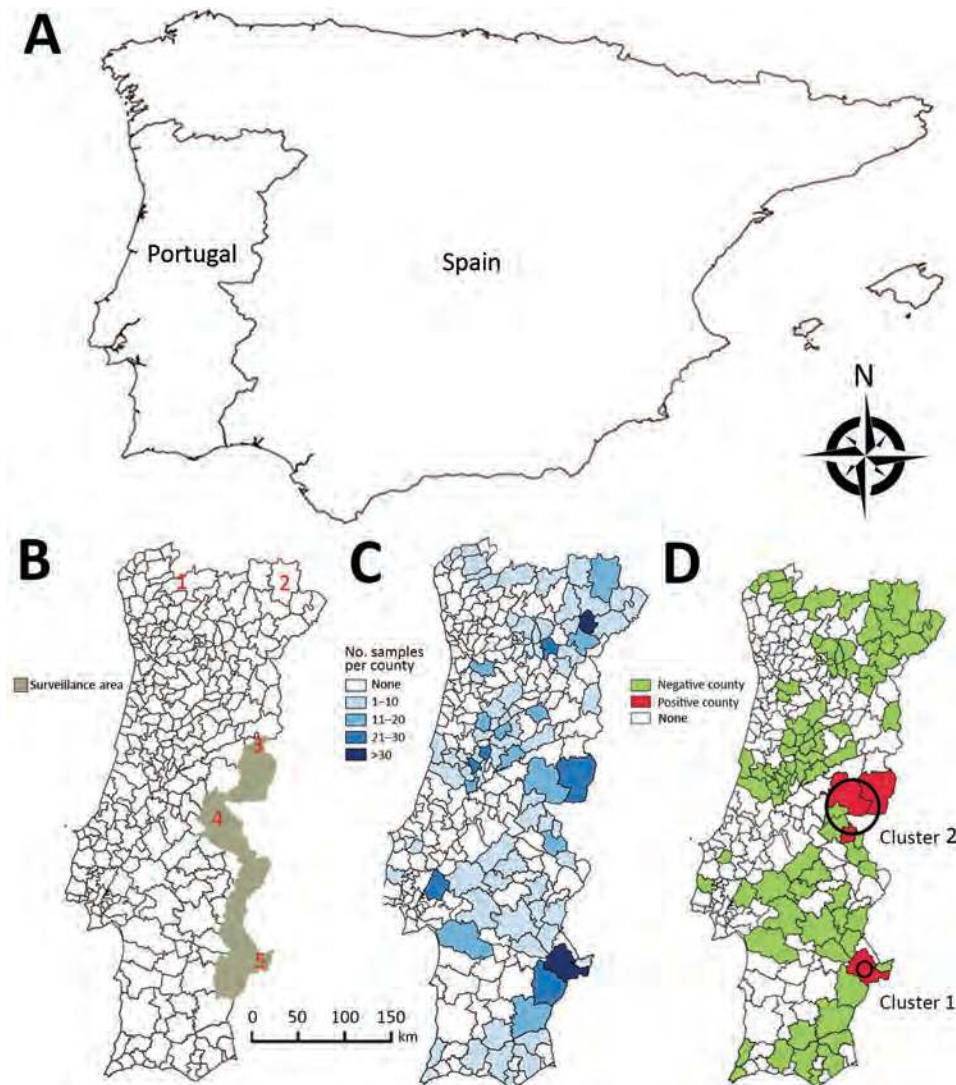 A
Portugal
Spain
N
B
1
2
Surveillance area
3
4
5
0 50 100 150
km
C
No. samples
per county
None
1–10
11–20
21–30
>30
D
Negative county
Positive county
None
Cluster 2
Cluster 1